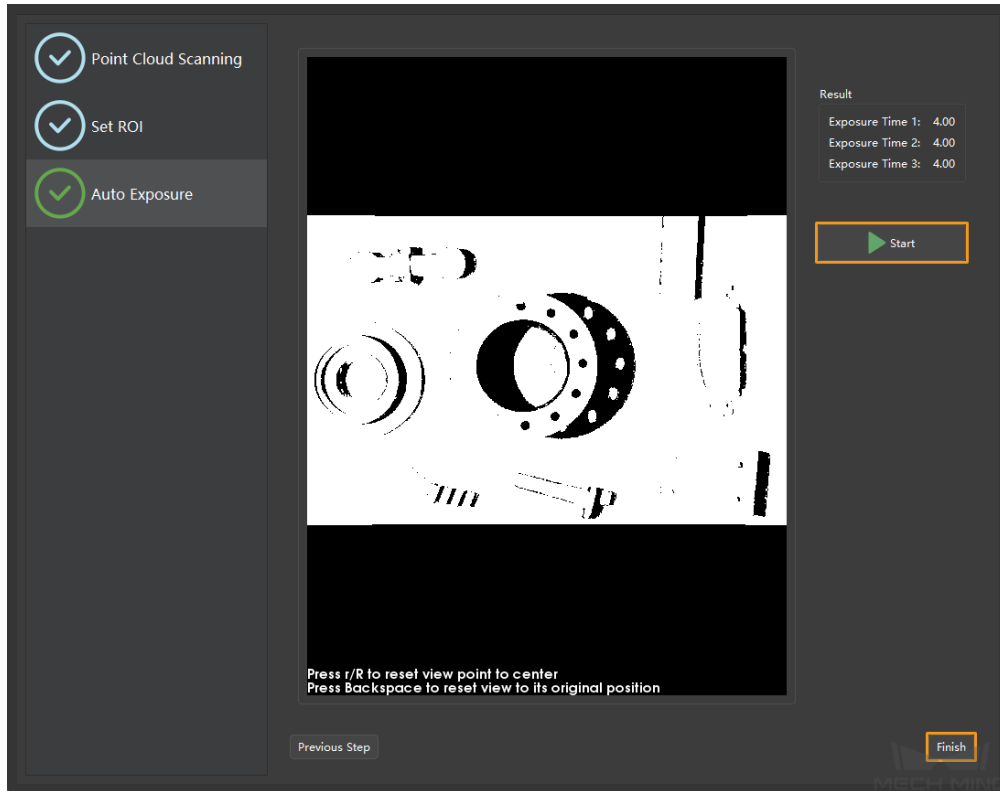 Point Cloud Scanning
Set ROI
Auto Exposure
Result
Exposure Time 1: 4.00
Exposure Time 2: 4.00
Exposure Time 3: 4.00
Start
Press r/R to reset view point to center
Press Backspace to reset view to its original position
Previous Step
Finish
MECH MIND